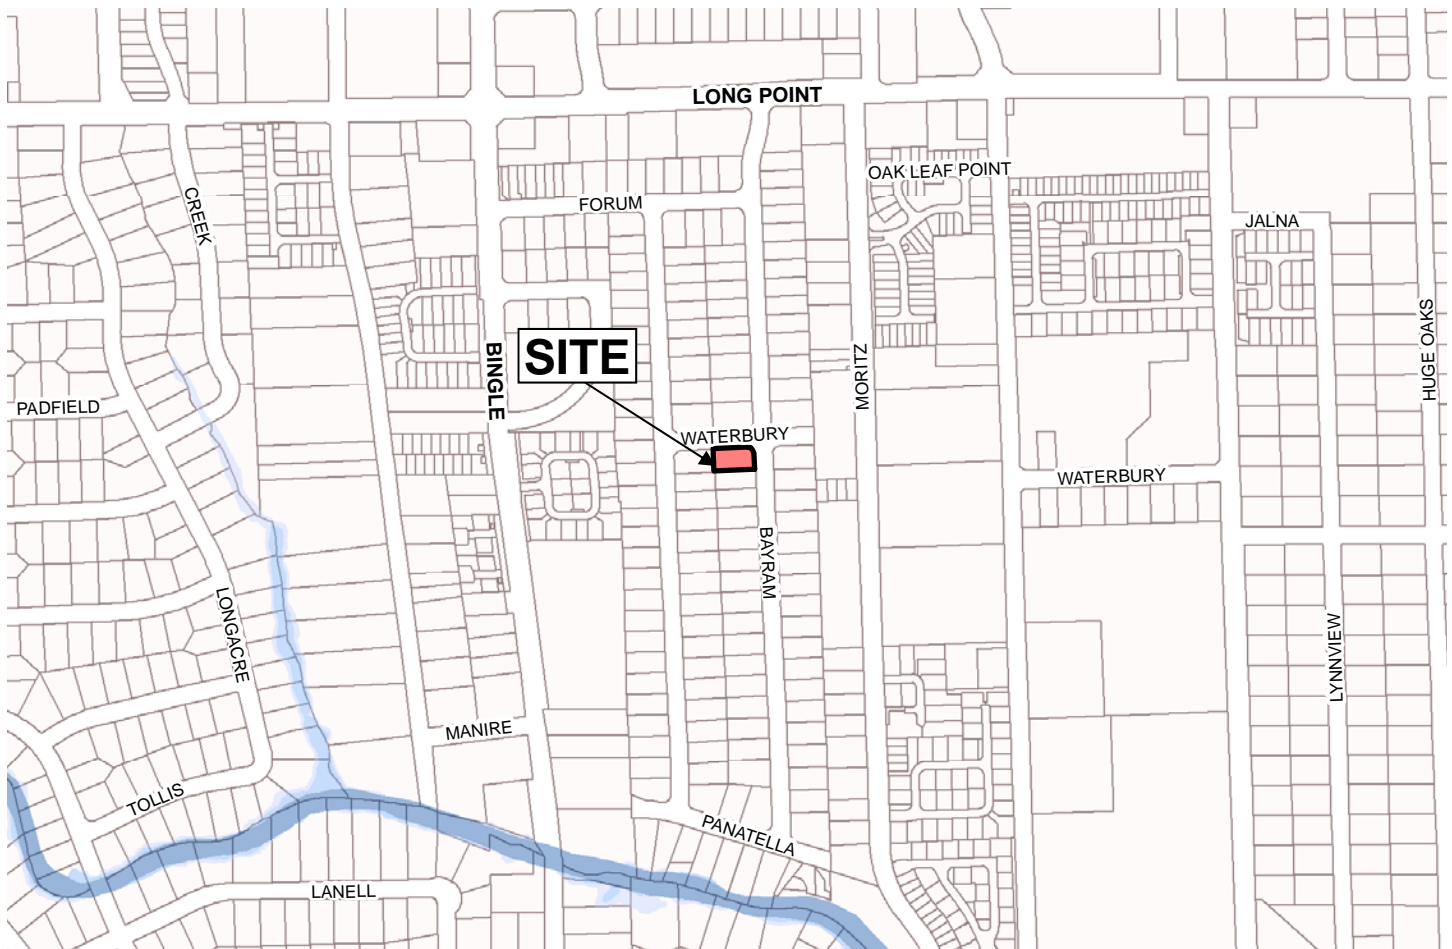 LONG POINT
OAK LEAF POINT
CREEK
FORUM
JALNA
HUGE OAKS
SITE
BINGLE
MORITZ
PADFIELD
WATERBURY
WATERBURY
BAYRAM
LONGACRE
LYNNVIEW
MANIRE
TOLLIS
PANATELLA
LANELL